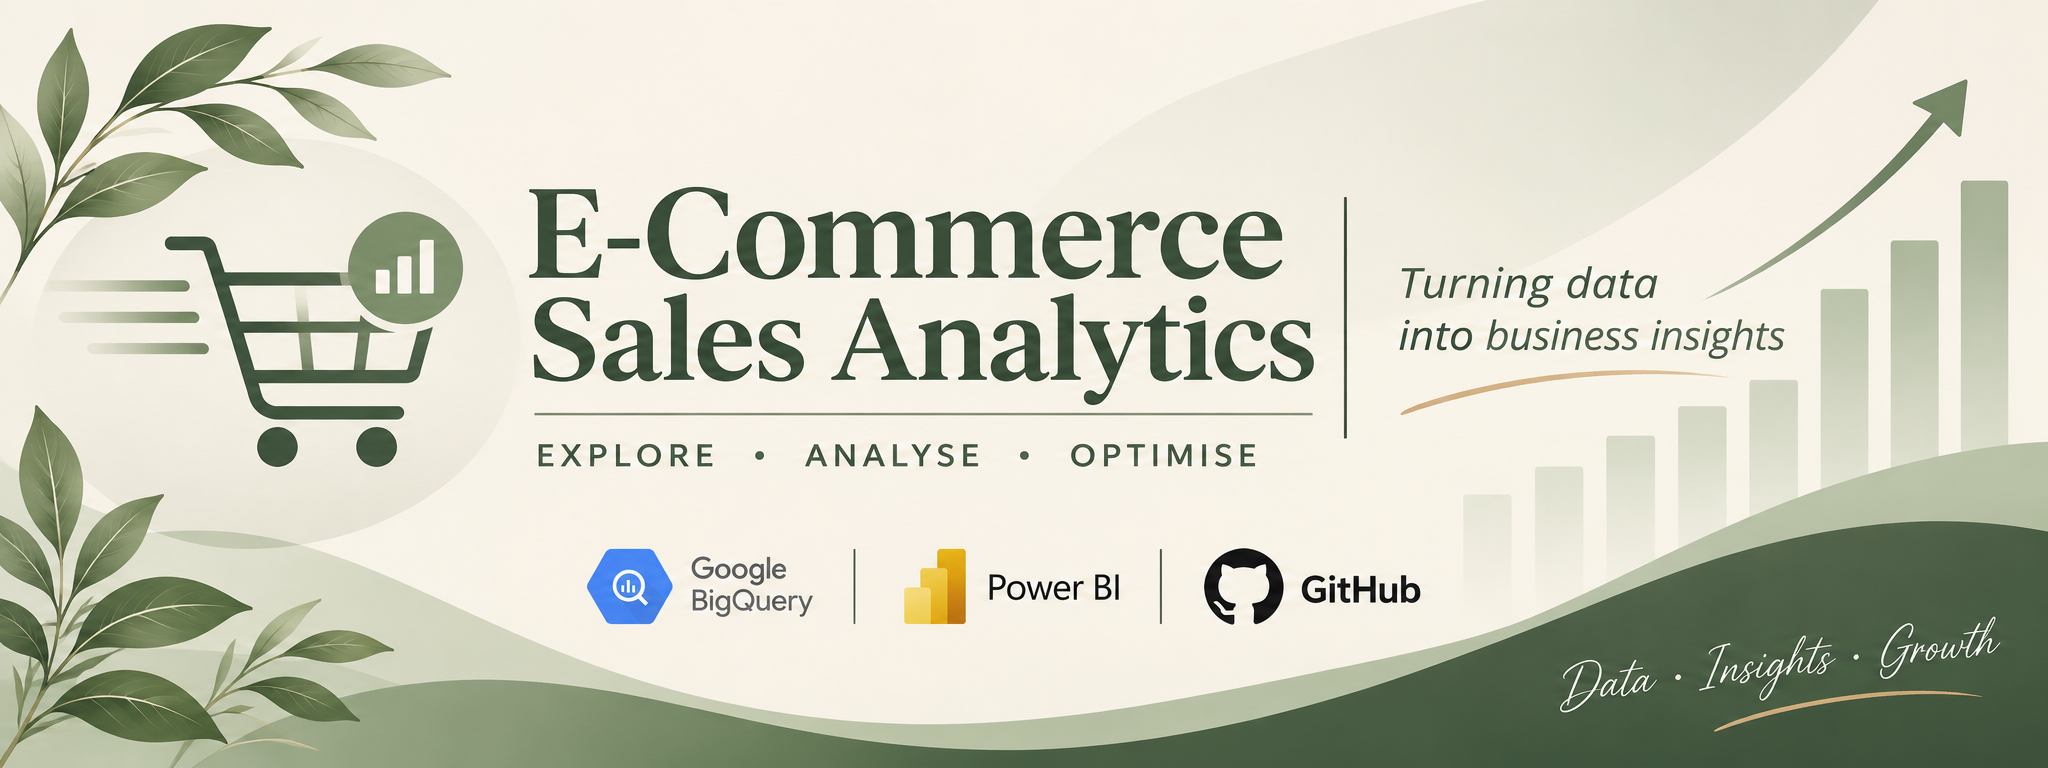 E-Commerce
Sales Analytics
EXPLORE • ANALYSE • OPTIMISE
Turning data
into business insights
Google
BigQuery
Power BI
GitHub
Data • Insights • Growth